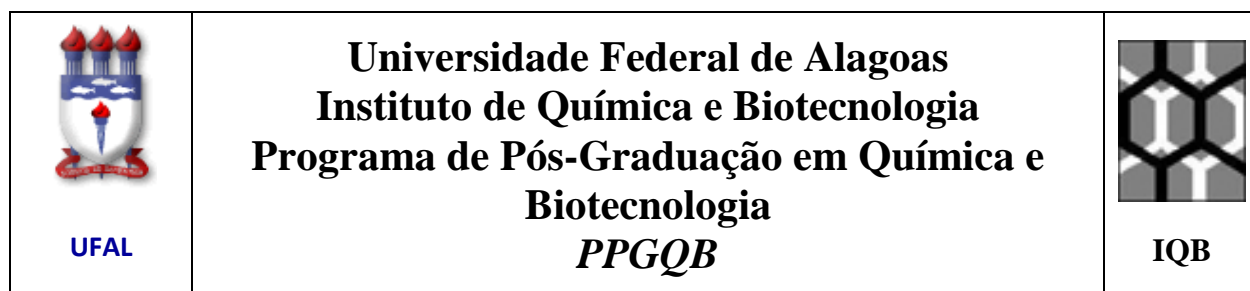 UFAL
Universidade Federal de Alagoas
Instituto de Química e Biotecnologia
Programa de Pós-Graduação em Química e
Biotecnologia
PPGQB
IQB